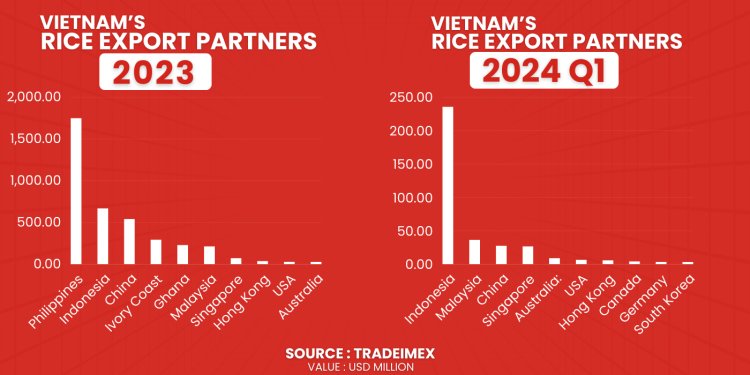 VIETNAM'S
RICE EXPORT PARTNERS
2023
2,000.00
1,500.00
1,000.00
500.00
0.00
Philippines
Indonesia
China
Ivory Coast
Ghana
Malaysia
Singapore
Hong Kong
USA
Australia
VIETNAM'S
RICE EXPORT PARTNERS
2024 Q1
250.00
200.00
150.00
100.00
50.00
0.00
Indonesia
Malaysia
China
Singapore
Australia:
USA
Hong Kong
Canada
Germany
South Korea
SOURCE : TRADEIMEX
VALUE : USD MILLION